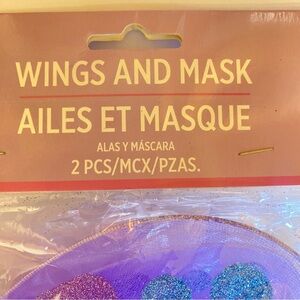 WINGS AND MASK
AILES ET MASQUE
ALAS Y MÁSCARA
2 PCS/MCX/PZAS.